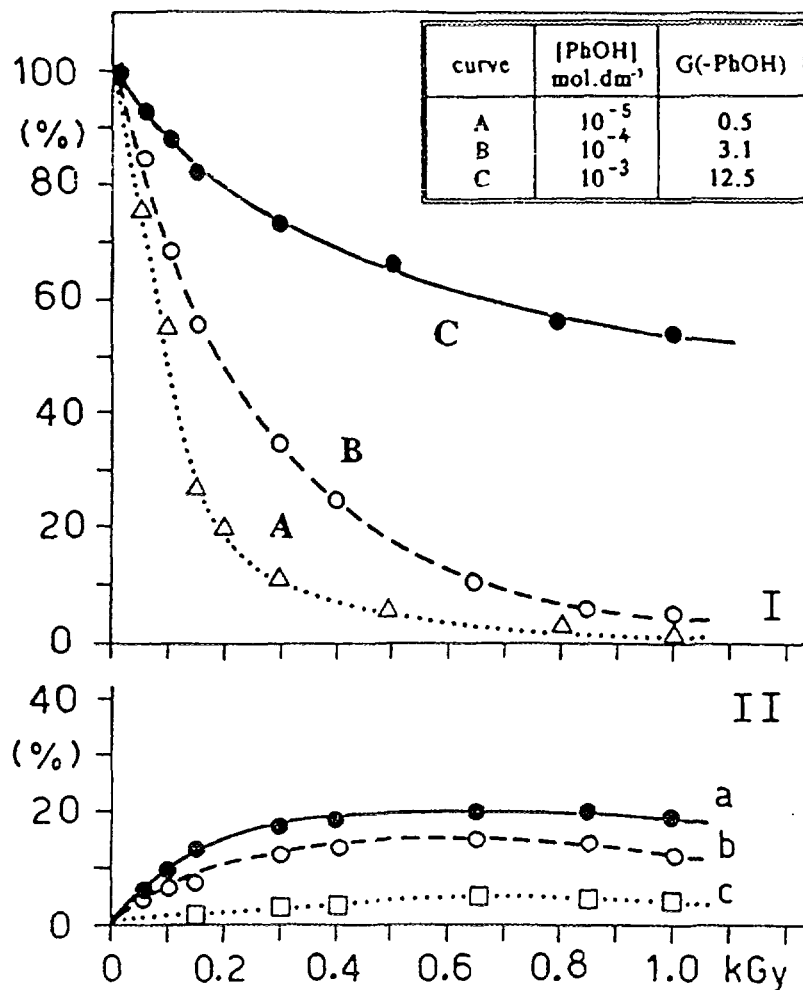 100
(%)
80
60
40
20
0
curve [PhOH] mol.dm⁻¹ G(-PhOH)
A 10⁻⁵ 0.5
B 10⁻⁴ 3.1
C 10⁻³ 12.5
C
B
A
I
II
40
(%)
20
0
a
b
c
0 0.2 0.4 0.6 0.8 1.0 kGy